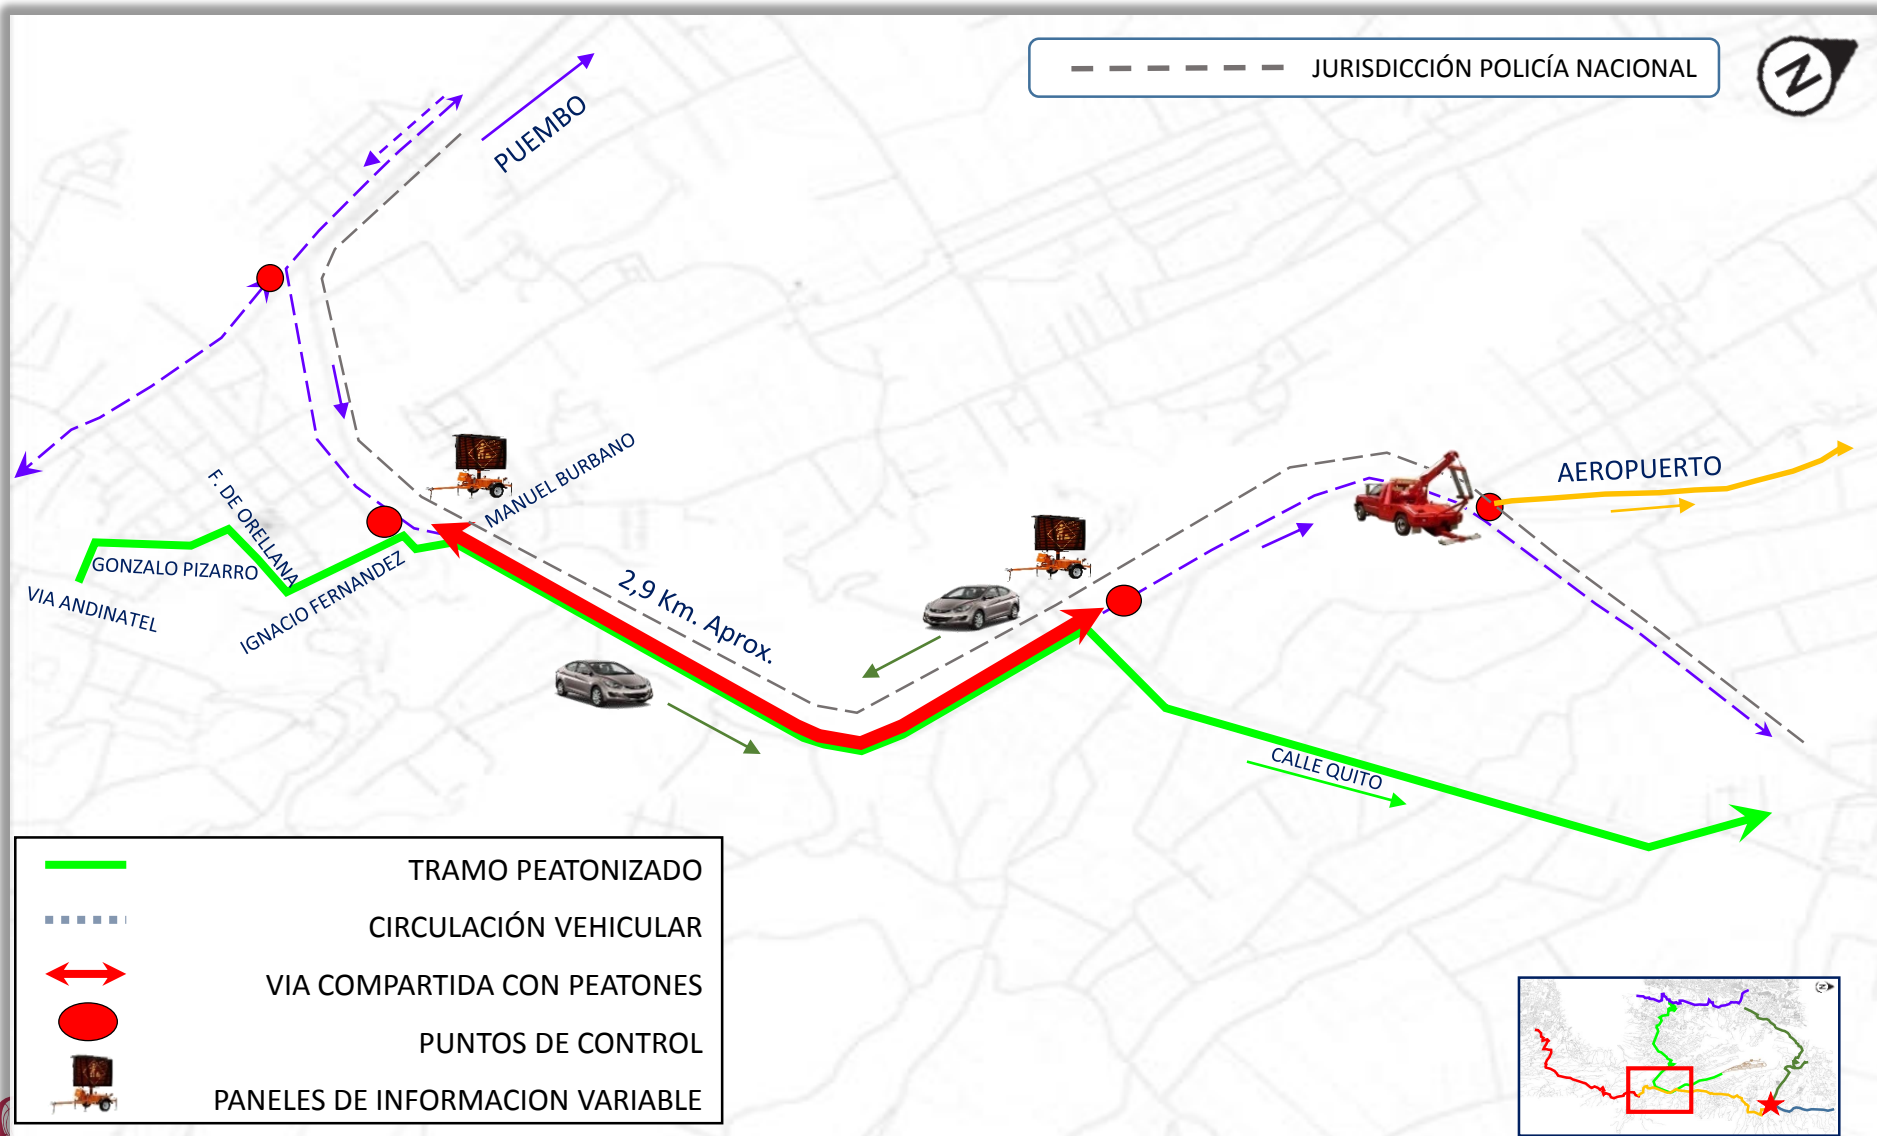 JURISDICCIÓN POLICÍA NACIONAL
N
PUEMBO
MANUEL BURBANO
F. DE ORELLANA
GONZALO PIZARRO
VIA ANDINATEL
IGNACIO FERNANDEZ
2,9 Km. Aprox.
AEROPUERTO
CALLE QUITO
TRAMO PEATONIZADO
CIRCULACIÓN VEHICULAR
VIA COMPARTIDA CON PEATONES
PUNTOS DE CONTROL
PANELES DE INFORMACION VARIABLE
N